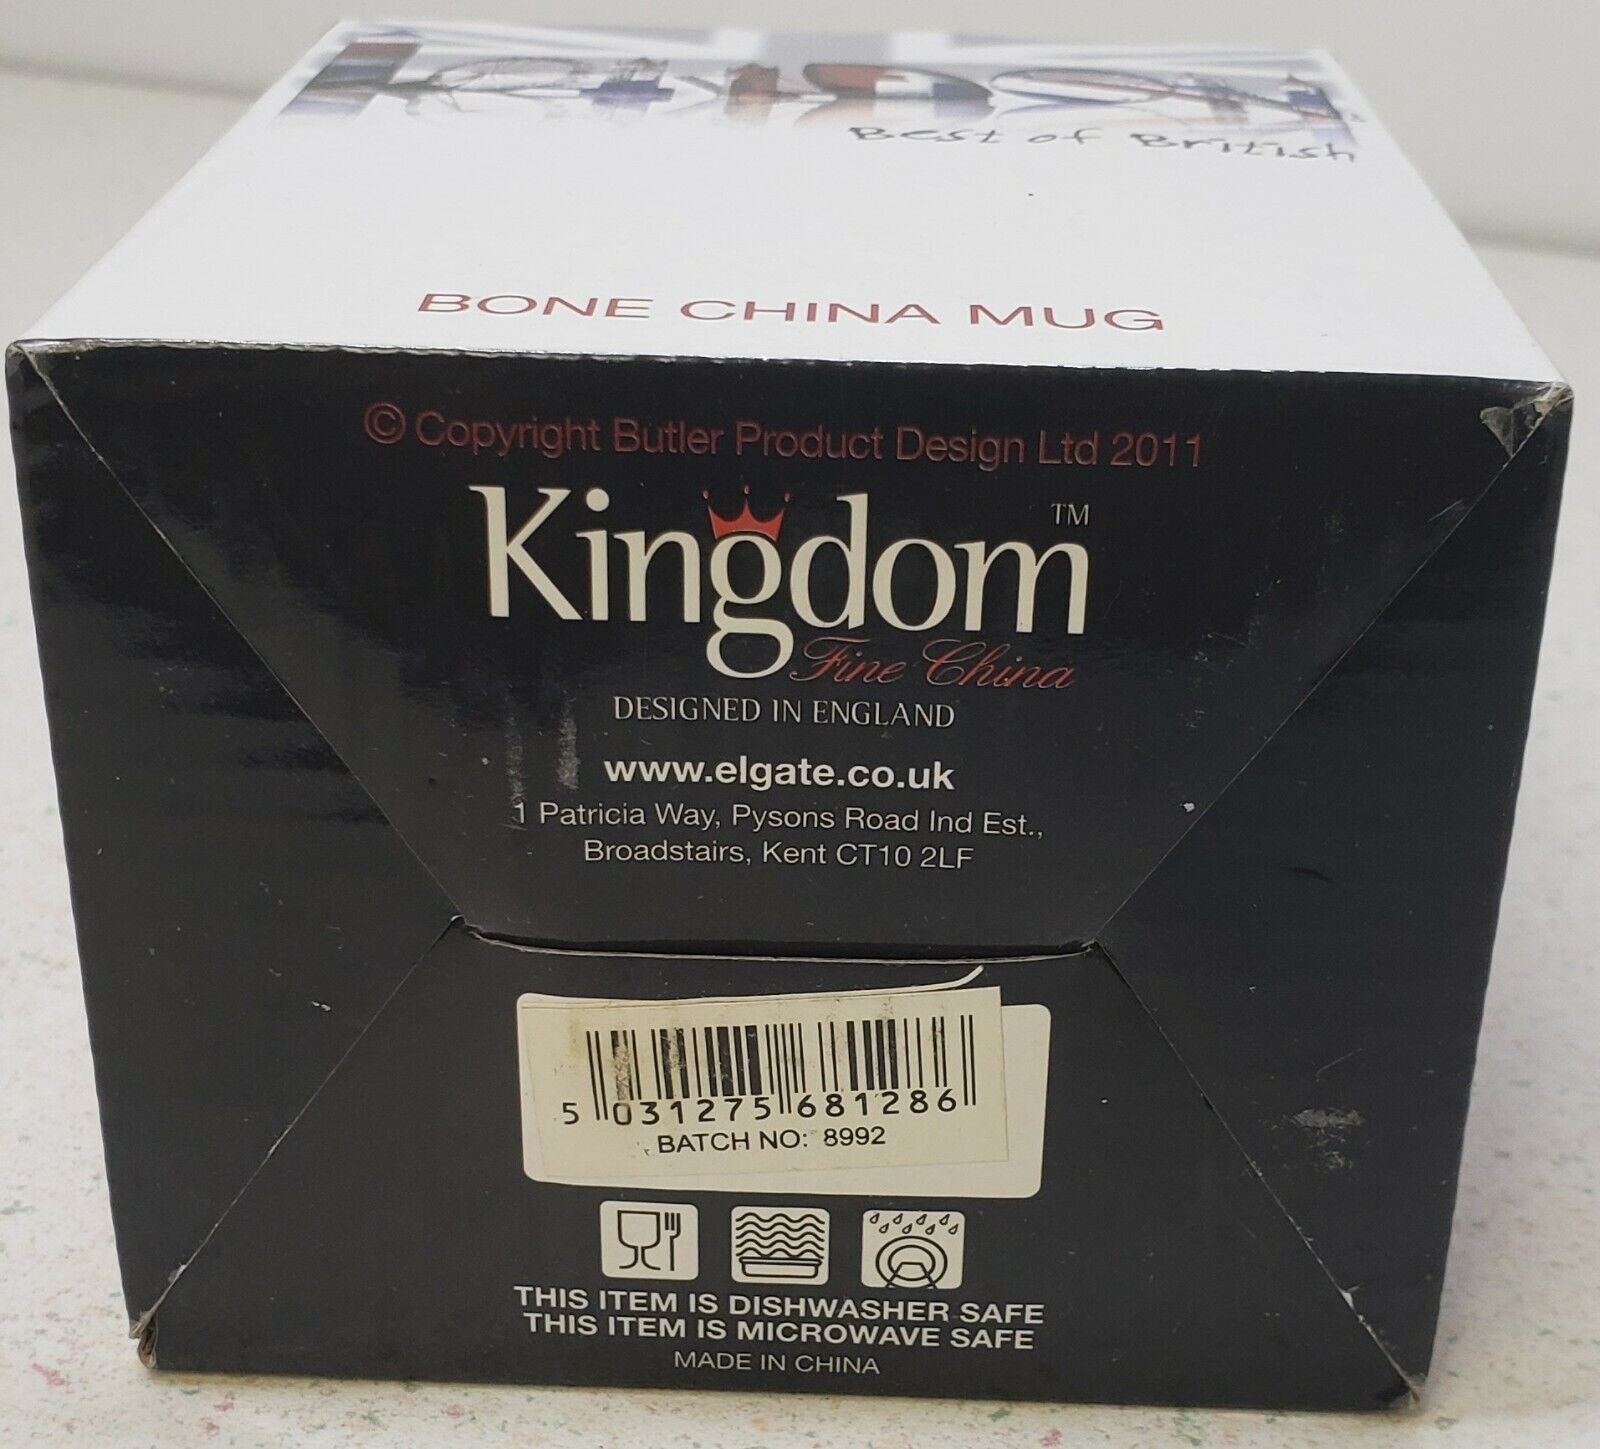 LONDON
Best of British
BONE CHINA MUG
© Copyright Butler Product Design Ltd 2011
Kingdom™
Fine China
DESIGNED IN ENGLAND
www.elgate.co.uk
1 Patricia Way, Pysons Road Ind Est.,
Broadstairs, Kent CT10 2LF
5 031275 681286
BATCH NO: 8992
THIS ITEM IS DISHWASHER SAFE
THIS ITEM IS MICROWAVE SAFE
MADE IN CHINA